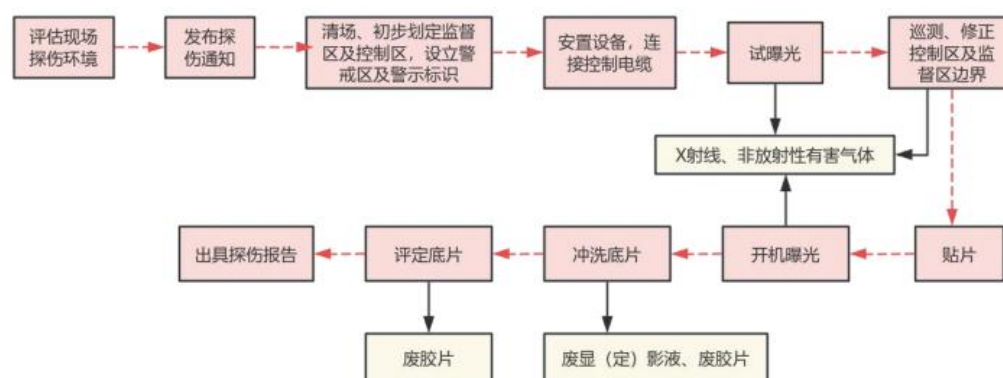 评估现场
探伤环境
发布探
伤通知
清场、初步划定监督
区及控制区，设立警
戒区及警示标识
安置设备，连
接控制电缆
试曝光
巡测、修正
控制区及监
督区边界
X射线、非放射性有害气体
出具探伤报告
评定底片
冲洗底片
开机曝光
贴片
废胶片
废显（定）影液、废胶片